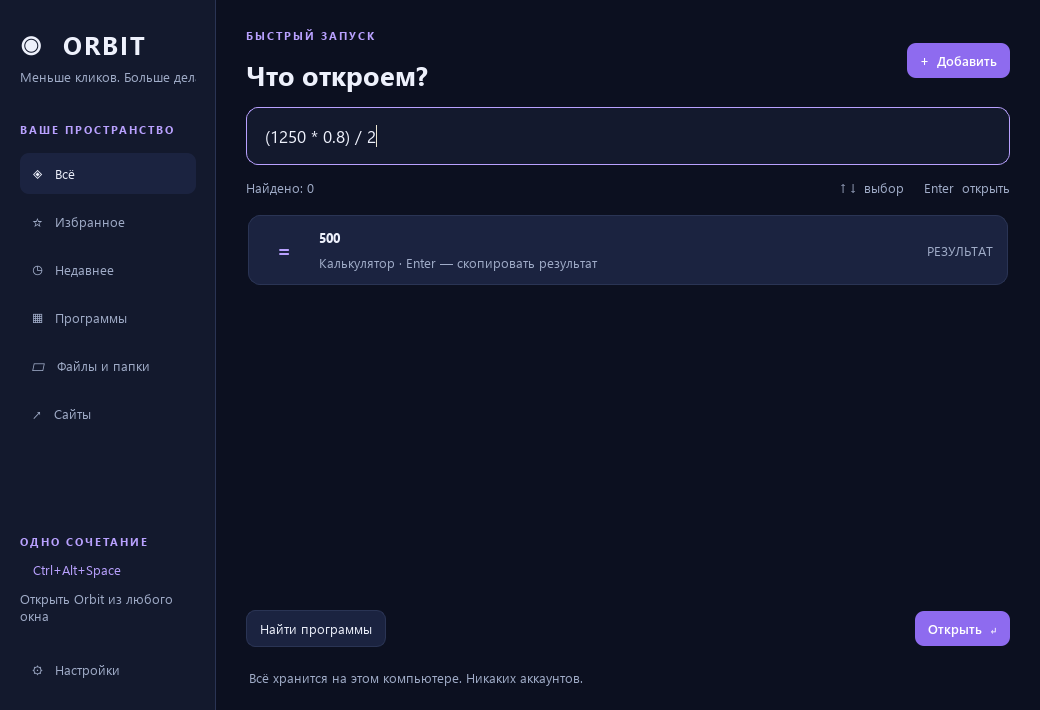 ORBIT
Меньше кликов. Больше дел.
ВАШЕ ПРОСТРАНСТВО
Всё
Избранное
Недавнее
Программы
Файлы и папки
Сайты
ОДНО СОЧЕТАНИЕ
Ctrl+Alt+Space
Открыть Orbit из любого
окна
Настройки
БЫСТРЫЙ ЗАПУСК
Что откроем?
+ Добавить
(1250 * 0.8) / 2
Найдено: 0
↑↓ выбор Enter открыть
=
500
Калькулятор · Enter — скопировать результат
РЕЗУЛЬТАТ
Найти программы
Открыть ↵
Всё хранится на этом компьютере. Никаких аккаунтов.